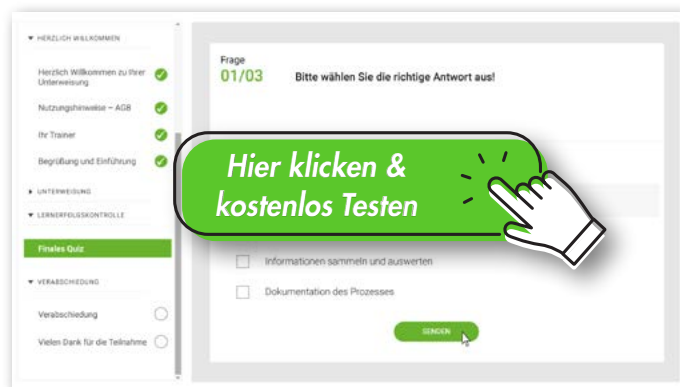 HERZLICH WILLKOMMEN
Herzlich Willkommen zu Ihrer
Unterweisung
Nutzungshinweise – AGB
Ihr Trainer
Begrüßung und Einführung
UNTERWEISUNG
LERNERFOLGSKONTROLLE
Finales Quiz
VERABSCHIEDUNG
Verabschiedung
Vielen Dank für die Teilnahme
Frage
01/03
Bitte wählen Sie die richtige Antwort aus!
Hier klicken &
kostenlos Testen
Informationen sammeln und auswerten
Dokumentation des Prozesses
SENDEN